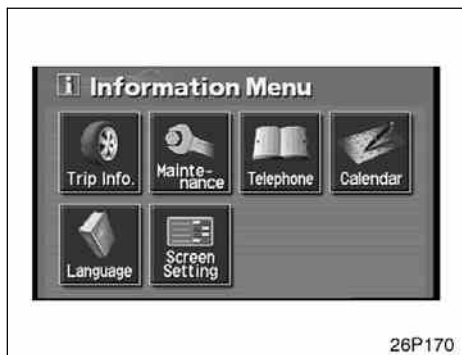 i Information Menu
Trip Info.
Mainte-
nance
Telephone
Calendar
Language
Screen
Setting
26P170